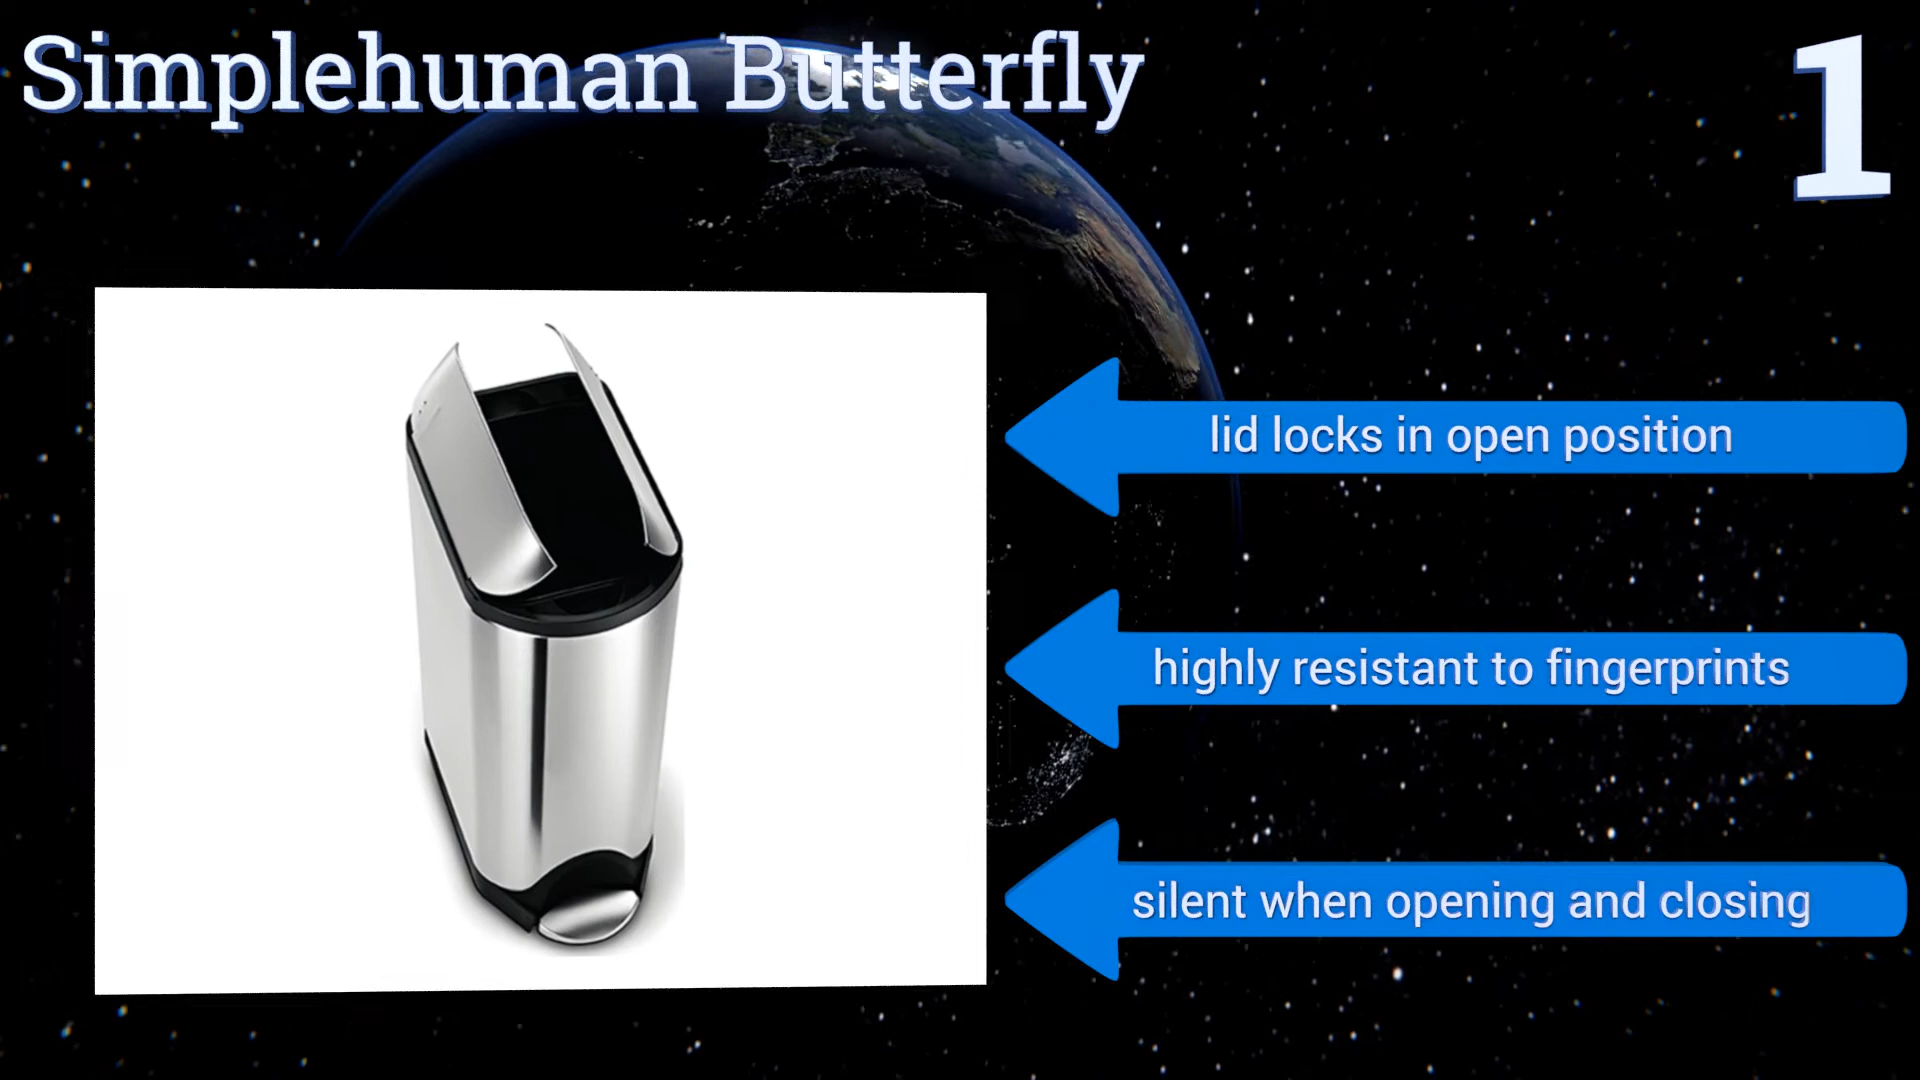 Simplehuman Butterfly
1
lid locks in open position
highly resistant to fingerprints
silent when opening and closing